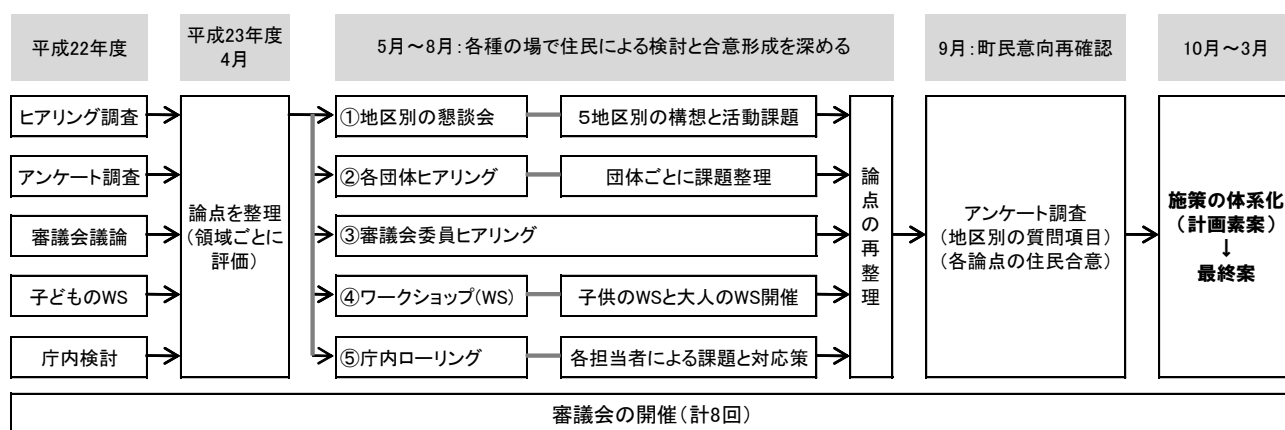 平成22年度
平成23年度
4月
5月～8月：各種の場で住民による検討と合意形成を深める
9月：町民意向再確認
10月～3月
ヒアリング調査
アンケート調査
審議会議論
子どものWS
庁内検討
論点を整理
（領域ごとに
評価）
①地区別の懇談会
5地区別の構想と活動課題
②各団体ヒアリング
団体ごとに課題整理
③審議会委員ヒアリング
④ワークショップ(WS)
子供のWSと大人のWS開催
⑤庁内ローリング
各担当者による課題と対応策
論点の再整理
アンケート調査
（地区別の質問項目）
（各論点の住民合意）
施策の体系化
（計画素案）
↓
最終案
審議会の開催（計8回）